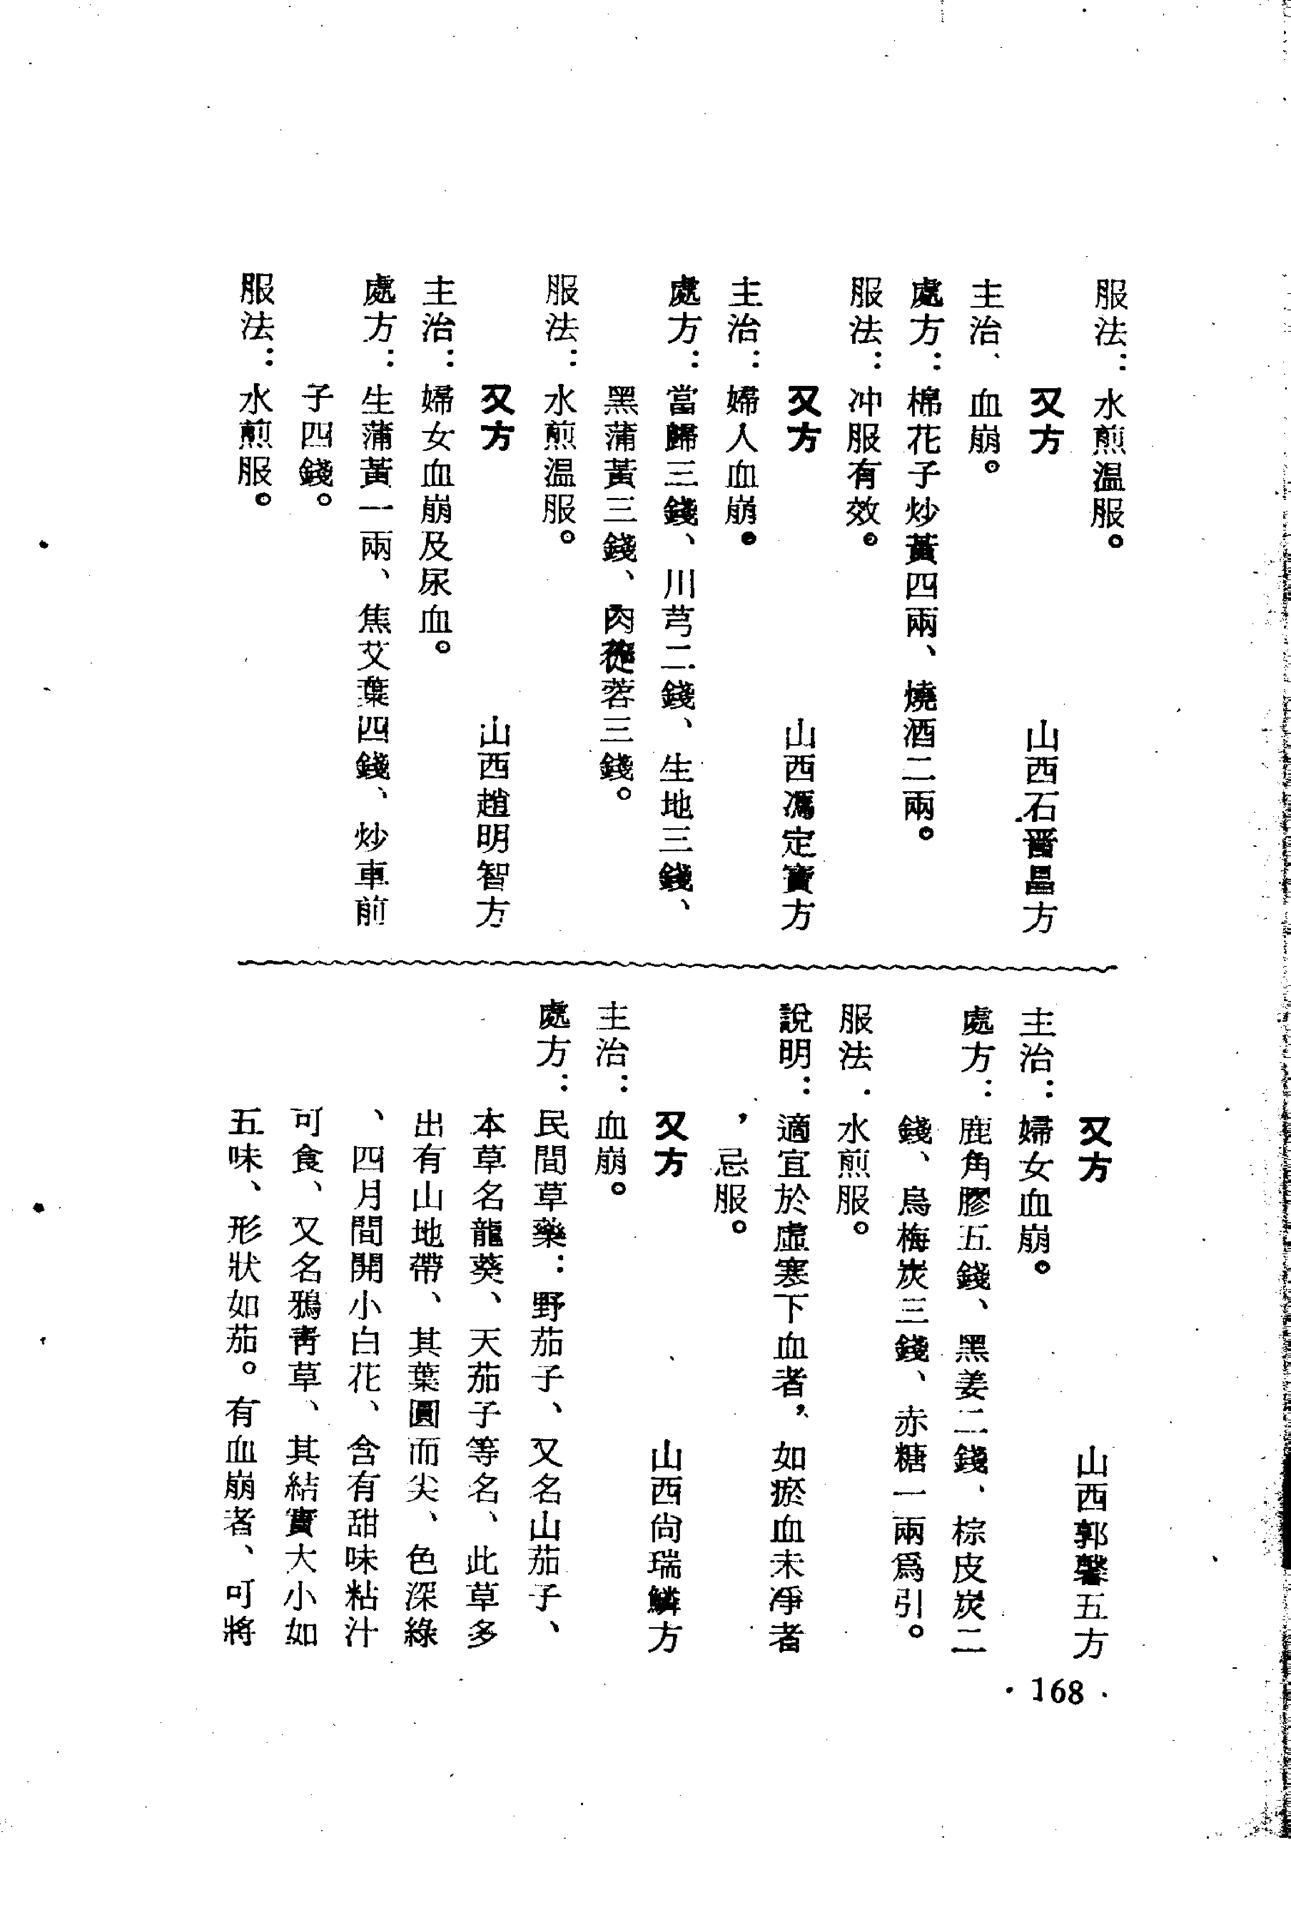 服法：水煎温服。
又方　山西石晋昌方
主治、血崩。
處方：棉花子炒黃四兩、燒酒二兩。
服法：冲服有效。
又方　山西馮定寶方
主治：婦人血崩。
處方：當歸三錢、川芎二錢、生地三錢、
黑蒲黃三錢、肉蓯蓉三錢。
服法：水煎温服。
又方　山西趙明智方
主治：婦女血崩及尿血。
處方：生蒲黃一兩、焦艾葉四錢、炒車前
子四錢。
服法：水煎服。
又方　山西郭馨五方
主治：婦女血崩。
處方：鹿角膠五錢、黑姜二錢、棕皮炭二
錢、烏梅炭三錢、赤糖一兩爲引。
服法．水煎服。
說明：適宜於虛寒下血者，如瘀血未凈者
，忌服。
又方　山西尙瑞鱗方
主治：血崩。
處方：民間草藥：野茄子、又名山茄子、
本草名龍葵、天茄子等名、此草多
出有山地帶、其葉圓而尖、色深綠
、四月間開小白花、含有甜味粘汁
可食、又名鴉靑草、其結實大小如
五味、形狀如茄。有血崩者、可將
· 168 ·